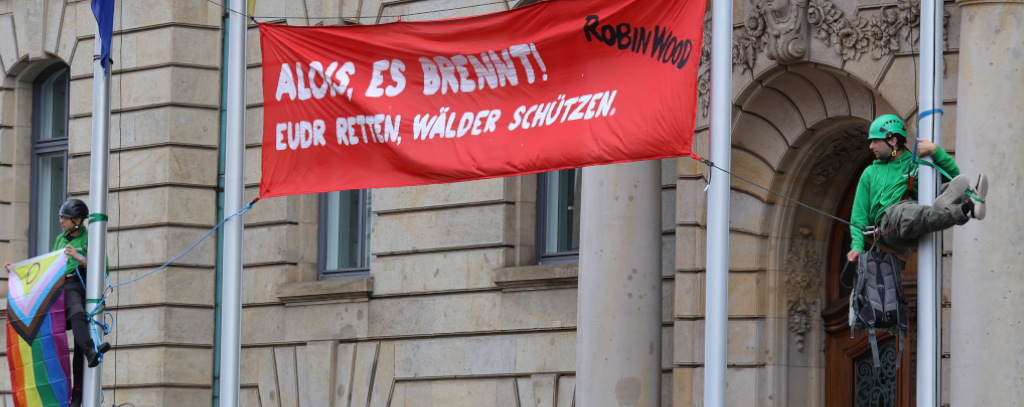 ROBIN WOOD
ALOIS, ES BRENNT!
EUDR RETTEN, WÄLDER SCHÜTZEN.